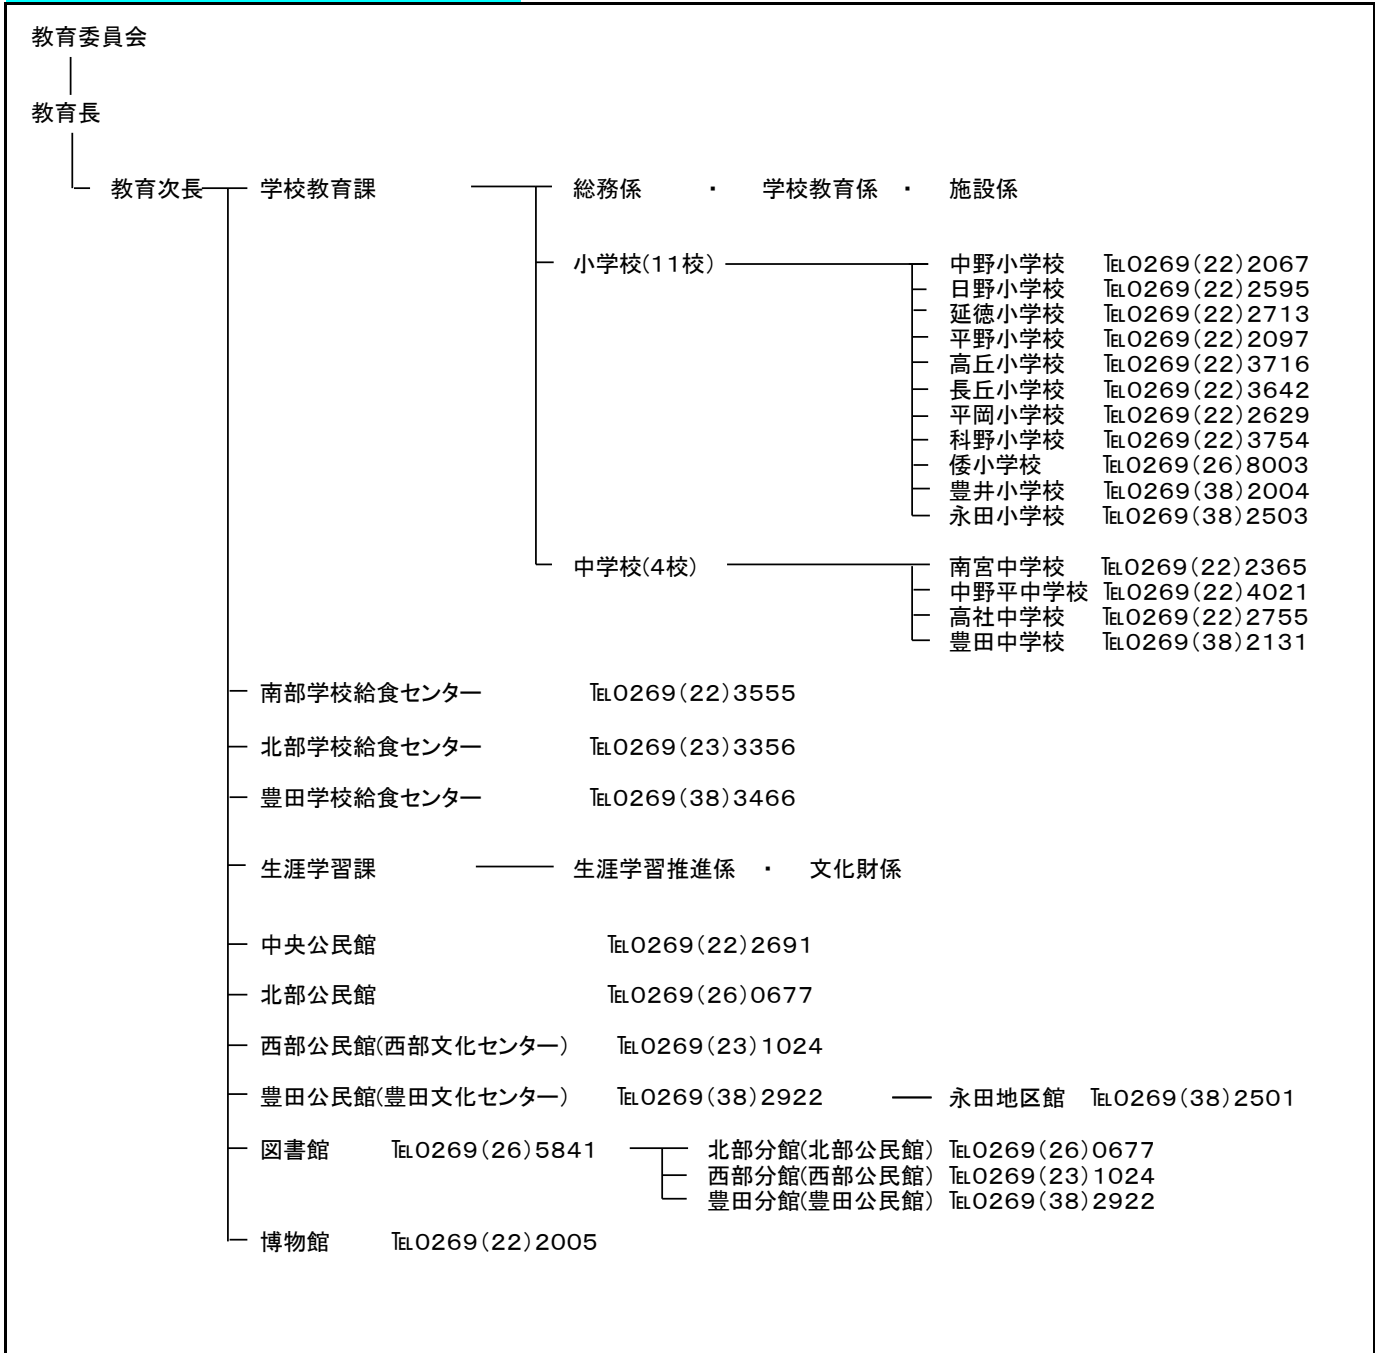 教育委員会
教育長
教育次長 学校教育課 総務係 ・ 学校教育係 ・ 施設係
小学校(11校) 中野小学校 ℡0269(22)2067
日野小学校 ℡0269(22)2595
延徳小学校 ℡0269(22)2713
平野小学校 ℡0269(22)2097
高丘小学校 ℡0269(22)3716
長丘小学校 ℡0269(22)3642
平岡小学校 ℡0269(22)2629
科野小学校 ℡0269(22)3754
倭小学校 ℡0269(26)8003
豊井小学校 ℡0269(38)2004
永田小学校 ℡0269(38)2503
中学校(4校) 南宮中学校 ℡0269(22)2365
中野平中学校 ℡0269(22)4021
高社中学校 ℡0269(22)2755
豊田中学校 ℡0269(38)2131
南部学校給食センター ℡0269(22)3555
北部学校給食センター ℡0269(23)3356
豊田学校給食センター ℡0269(38)3466
生涯学習課 生涯学習推進係 ・ 文化財係
中央公民館 ℡0269(22)2691
北部公民館 ℡0269(26)0677
西部公民館(西部文化センター) ℡0269(23)1024
豊田公民館(豊田文化センター) ℡0269(38)2922 永田地区館 ℡0269(38)2501
図書館 ℡0269(26)5841 北部分館(北部公民館) ℡0269(26)0677
西部分館(西部公民館) ℡0269(23)1024
豊田分館(豊田公民館) ℡0269(38)2922
博物館 ℡0269(22)2005